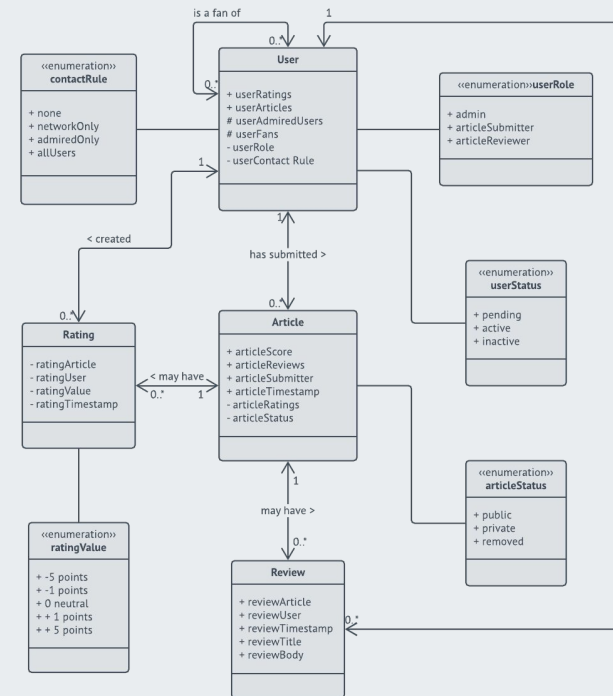 is a fan of
1
0..*
0..*
User
+ userRatings
+ userArticles
# userAdmiredUsers
# userFans
- userRole
- userContact Rule
‹‹enumeration››
contactRule
+ none
+ networkOnly
+ admiredOnly
+ allUsers
‹‹enumeration››userRole
+ admin
+ articleSubmitter
+ articleReviewer
1
< created
0..*
1
has submitted >
0..*
‹‹enumeration››
userStatus
+ pending
+ active
+ inactive
Rating
- ratingArticle
- ratingUser
- ratingValue
- ratingTimestamp
< may have
0..*
1
Article
+ articleScore
+ articleReviews
+ articleSubmitter
+ articleTimestamp
- articleRatings
- articleStatus
‹‹enumeration››
articleStatus
+ public
+ private
+ removed
1
may have >
0..*
‹‹enumeration››
ratingValue
+ -5 points
+ -1 points
+ 0 neutral
+ + 1 points
+ + 5 points
Review
+ reviewArticle
+ reviewUser
+ reviewTimestamp
+ reviewTitle
+ reviewBody
0..*